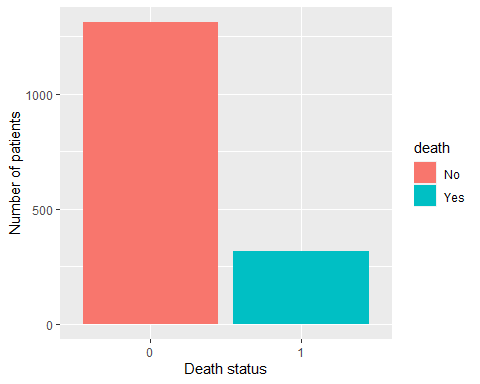 Number of patients
1000
500
0
0
1
Death status
death
No
Yes